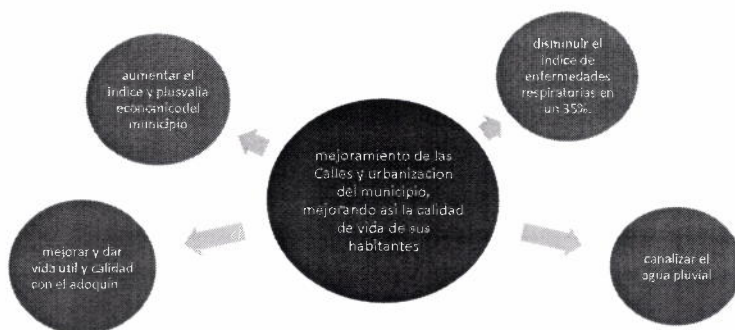 aumentar el
índice y plusvalía
economico del
municipio
disminuir el
índice de
enfermedades
respiratorias en
un 35%.
mejoramiento de las
Calles y urbanizacion
del municipio,
mejorando así la calidad
de vida de sus
habitantes
mejorar y dar
vida util y calidad
con el adoquín
canalizar el
agua pluvial